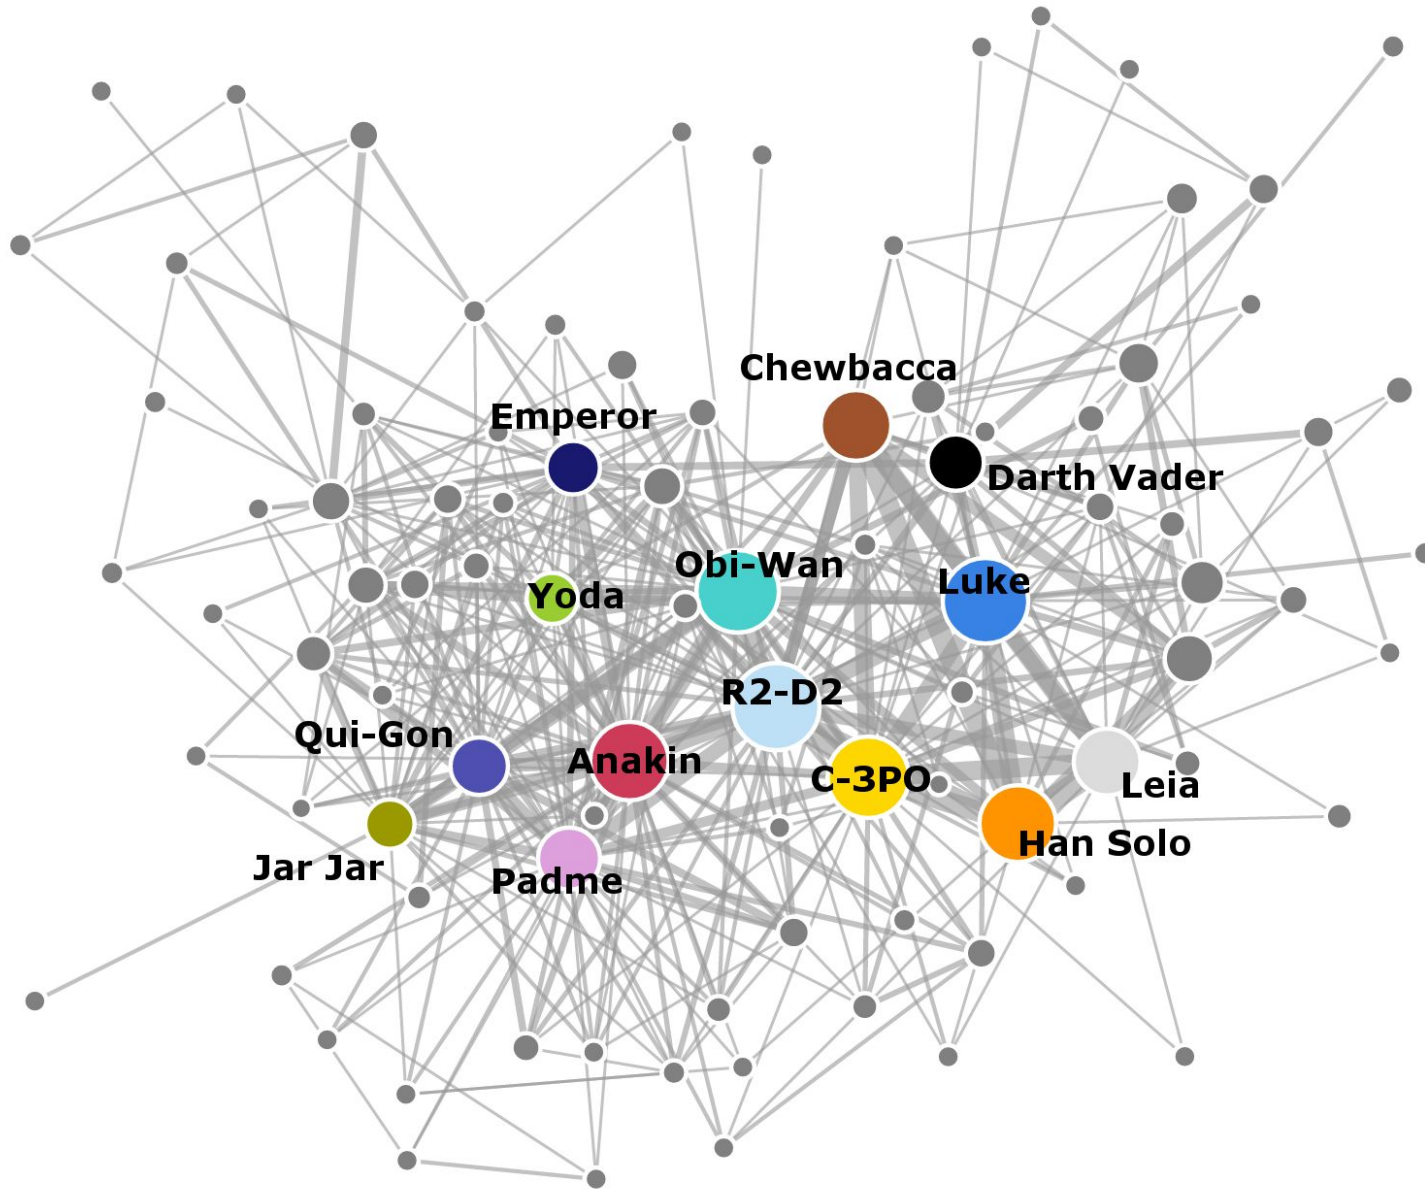 Chewbacca
Emperor
Darth Vader
Obi-Wan
Luke
Yoda
R2-D2
Qui-Gon
Anakin
C-3PO
Leia
Han Solo
Jar Jar
Padme